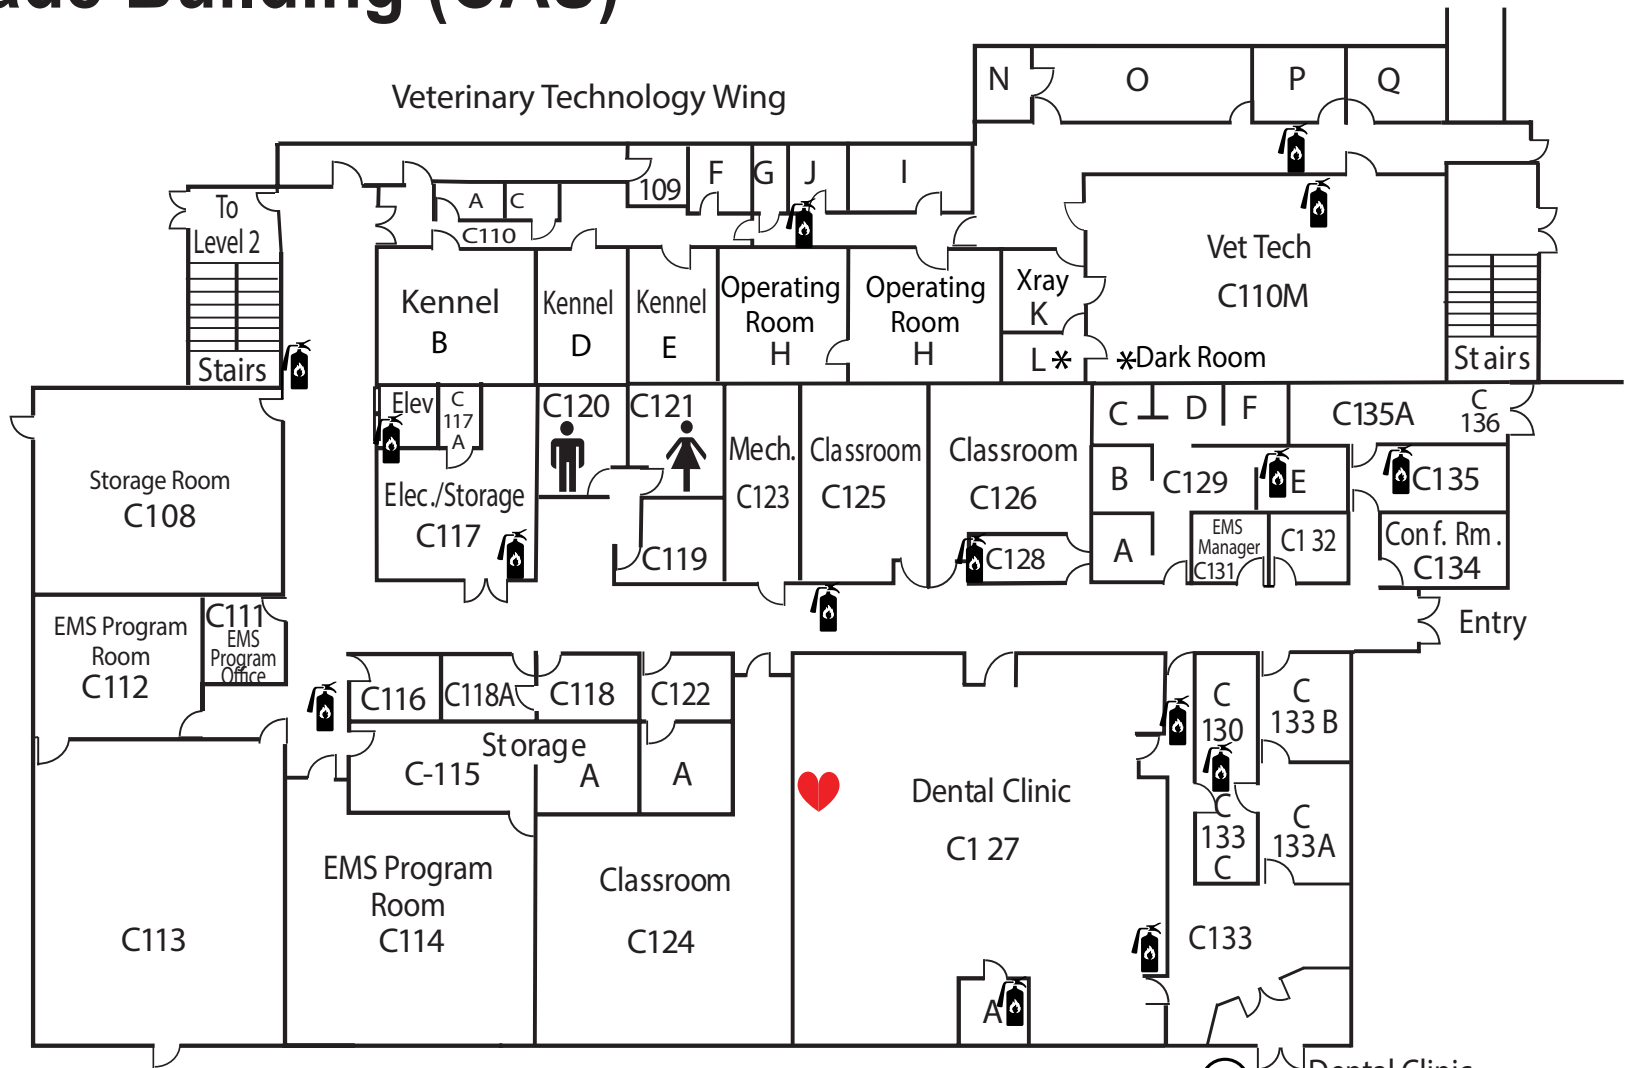 Building (CAS)
Veterinary Technology Wing
N
O
P
Q
109
F
G
J
I
To
Level 2
A
C
C110
Kennel
B
Kennel
D
Kennel
E
Operating
Room
H
Operating
Room
H
Xray
K
L*
*Dark Room
Vet Tech
C110M
Stairs
Stairs
Elev
C
117
A
C120
C121
Mech.
C123
Classroom
C125
Classroom
C126
C
D
F
C135A
C
136
Storage Room
C108
Elec./Storage
C117
C119
C128
B
C129
E
C135
A
EMS
Manager
C131
C1 32
Conf. Rm.
C134
EMS Program
Room
C112
C111
EMS
Program
Office
Entry
C116
C118A
C118
C122
C
130
C
133 B
Storage
C-115
A
A
Dental Clinic
C1 27
C
133
C
C
133A
EMS Program
Room
C114
Classroom
C124
C113
C133
A
Dental Clinic